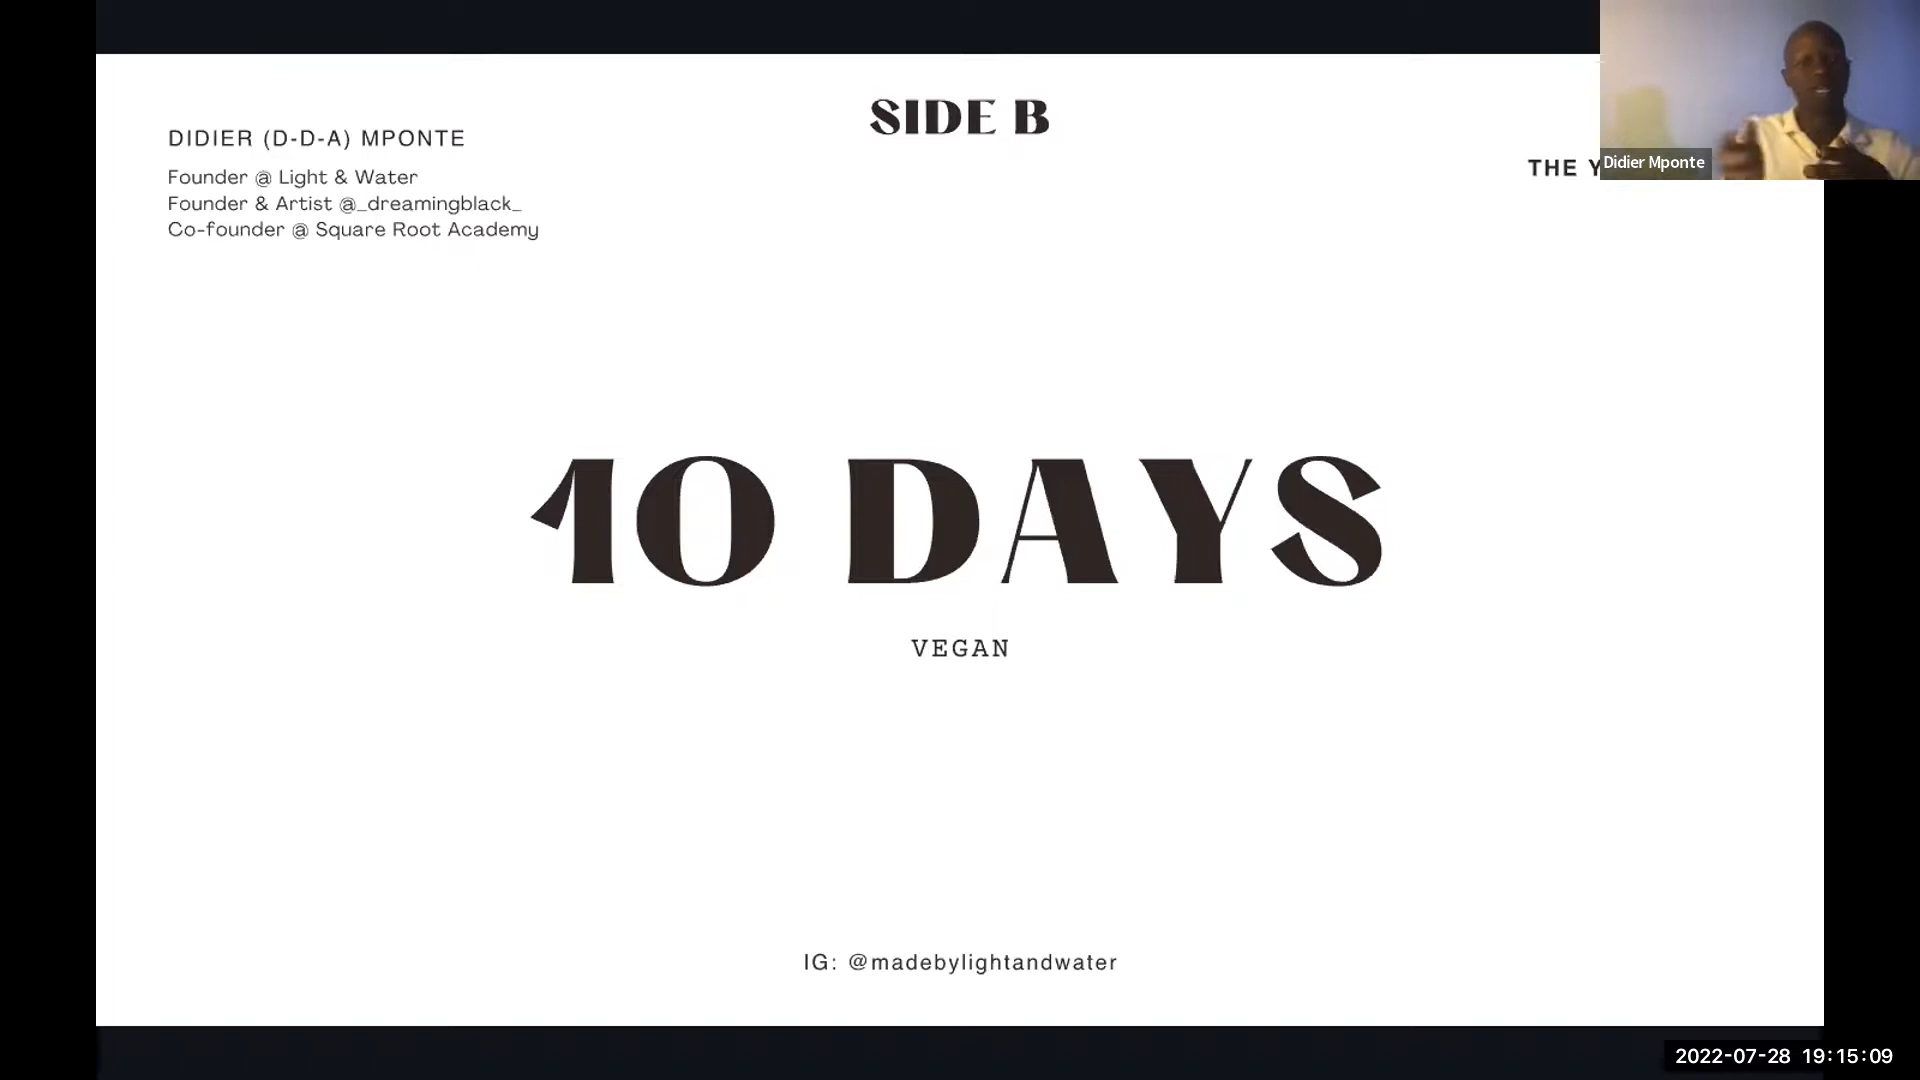 SIDE B
DIDIER (D-D-A) MPONTE
Founder @ Light & Water
Founder & Artist @_dreamingblack_
Co-founder @ Square Root Academy
THE Y
Didier Mponte
10 DAYS
VEGAN
IG: @madebylightandwater
2022-07-28 19:15:09